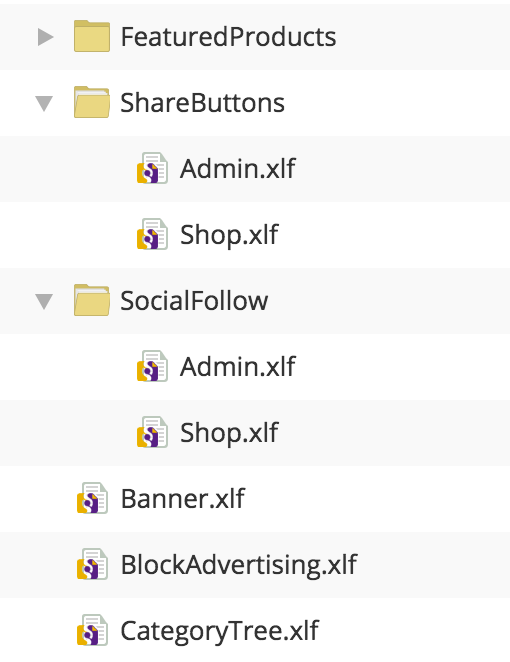 FeaturedProducts
ShareButtons
Admin.xlf
Shop.xlf
SocialFollow
Admin.xlf
Shop.xlf
Banner.xlf
BlockAdvertising.xlf
CategoryTree.xlf